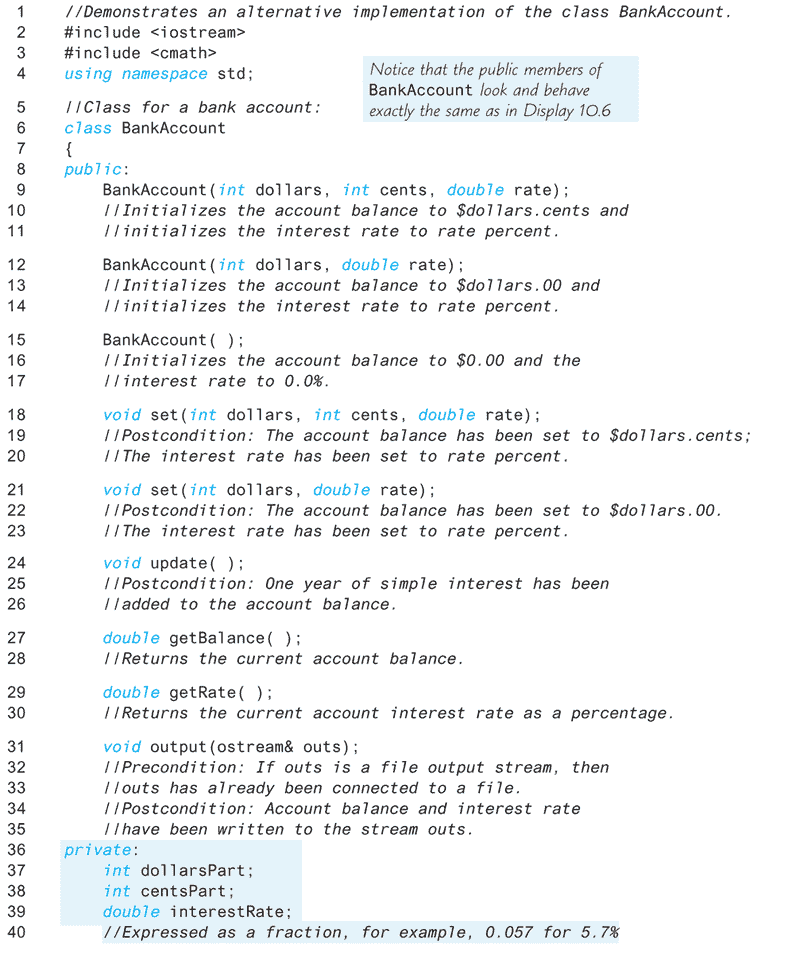 1 //Demonstrates an alternative implementation of the class BankAccount.
2 #include <iostream>
3 #include <cmath>
4 using namespace std;
Notice that the public members of
BankAccount look and behave
exactly the same as in Display 10.6
5 //Class for a bank account:
6 class BankAccount
7 {
8 public:
9 BankAccount(int dollars, int cents, double rate);
10 //Initializes the account balance to $dollars.cents and
11 //initializes the interest rate to rate percent.
12 BankAccount(int dollars, double rate);
13 //Initializes the account balance to $dollars.00 and
14 //initializes the interest rate to rate percent.
15 BankAccount( );
16 //Initializes the account balance to $0.00 and the
17 //interest rate to 0.0%.
18 void set(int dollars, int cents, double rate);
19 //Postcondition: The account balance has been set to $dollars.cents;
20 //The interest rate has been set to rate percent.
21 void set(int dollars, double rate);
22 //Postcondition: The account balance has been set to $dollars.00.
23 //The interest rate has been set to rate percent.
24 void update( );
25 //Postcondition: One year of simple interest has been
26 //added to the account balance.
27 double getBalance( );
28 //Returns the current account balance.
29 double getRate( );
30 //Returns the current account interest rate as a percentage.
31 void output(ostream& outs);
32 //Precondition: If outs is a file output stream, then
33 //outs has already been connected to a file.
34 //Postcondition: Account balance and interest rate
35 //have been written to the stream outs.
36 private:
37 int dollarsPart;
38 int centsPart;
39 double interestRate;
40 //Expressed as a fraction, for example, 0.057 for 5.7%